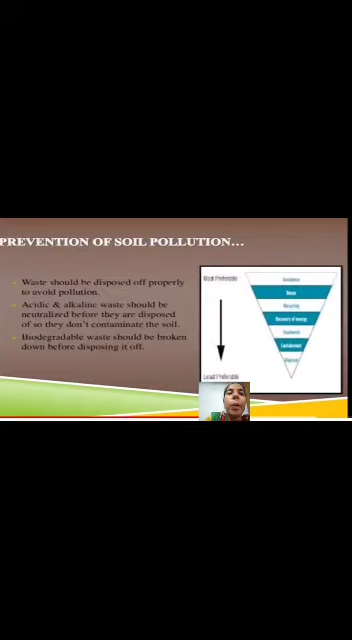 PREVENTION OF SOIL POLLUTION...
Waste should be disposed off properly
to avoid pollution.
Acidic & alkaline waste should be
neutralized before they are disposed
of so they don't contaminate the soil.
Biodegradable waste should be broken
down before disposing it off.
Most Preferable
Avoidance
Reuse
Recycling
Recovery of energy
Treatment
Containment
Disposal
Least Preferable